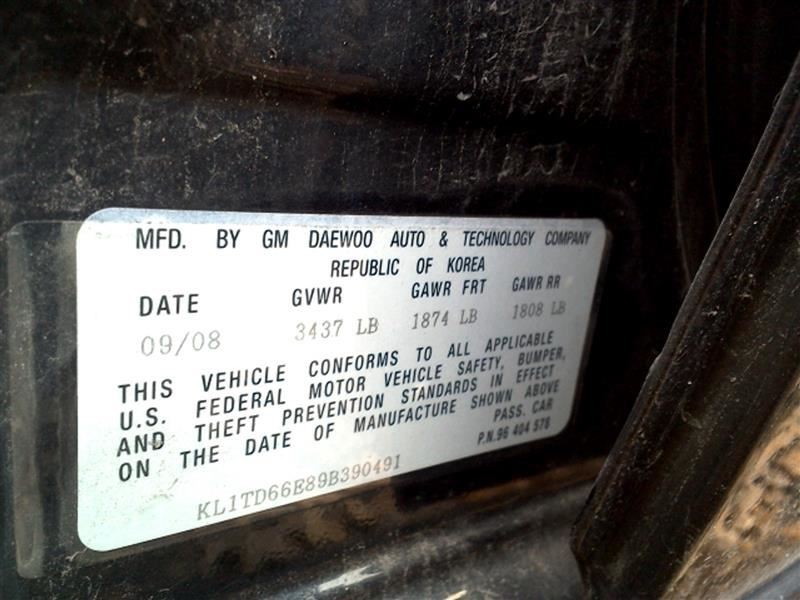 MFD. BY GM DAEWOO AUTO & TECHNOLOGY COMPANY
REPUBLIC OF KOREA
DATE GVWR GAWR FRT GAWR RR
09/08 3437 LB 1874 LB 1808 LB
THIS VEHICLE CONFORMS TO ALL APPLICABLE
U.S. FEDERAL MOTOR VEHICLE SAFETY, BUMPER,
AND THEFT PREVENTION STANDARDS IN EFFECT
ON THE DATE OF MANUFACTURE SHOWN ABOVE
PASS. CAR
P.N.96 404 578
KL1TD66E89B390491